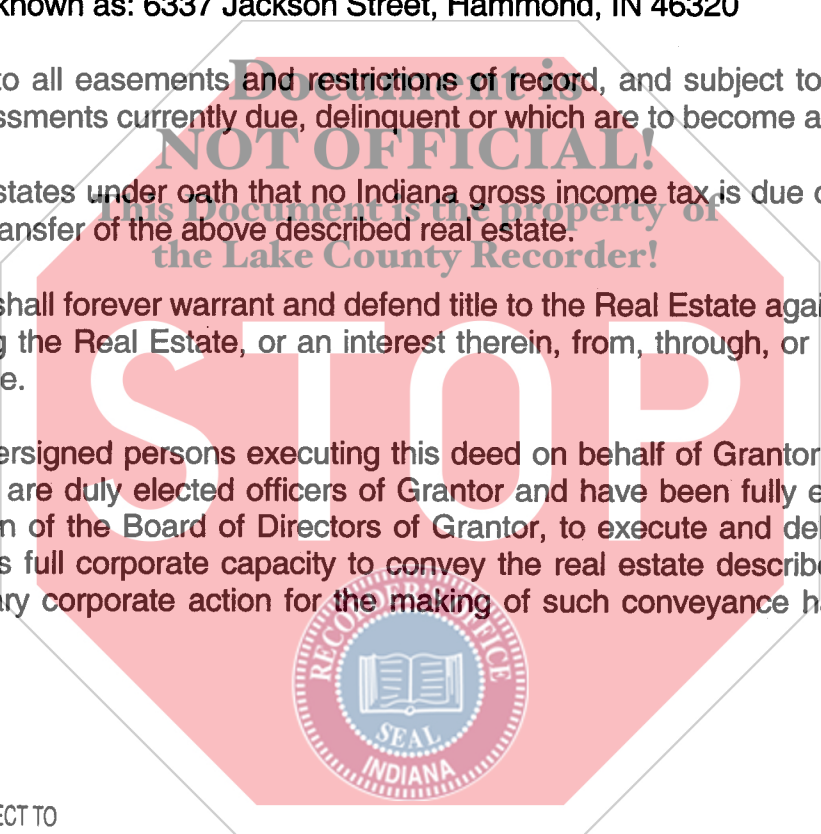 known as: 6337 Jackson Street, Hammond, IN 46320
to all easements and restrictions of record, and subject to
ssments currently due, delinquent or which are to become a
states under oath that no Indiana gross income tax is due
ansfer of the above described real estate.
shall forever warrant and defend title to the Real Estate agai
g the Real Estate, or an interest therein, from, through, or
e.
ersigned persons executing this deed on behalf of Grantor
are duly elected officers of Grantor and have been fully e
n of the Board of Directors of Grantor, to execute and del
s full corporate capacity to convey the real estate describe
ary corporate action for the making of such conveyance ha
ECT TO
Document is
NOT OFFICIAL!
This Document is the property of
the Lake County Recorder!
STOP
RECORDER'S OFFICE
SEAL
INDIANA